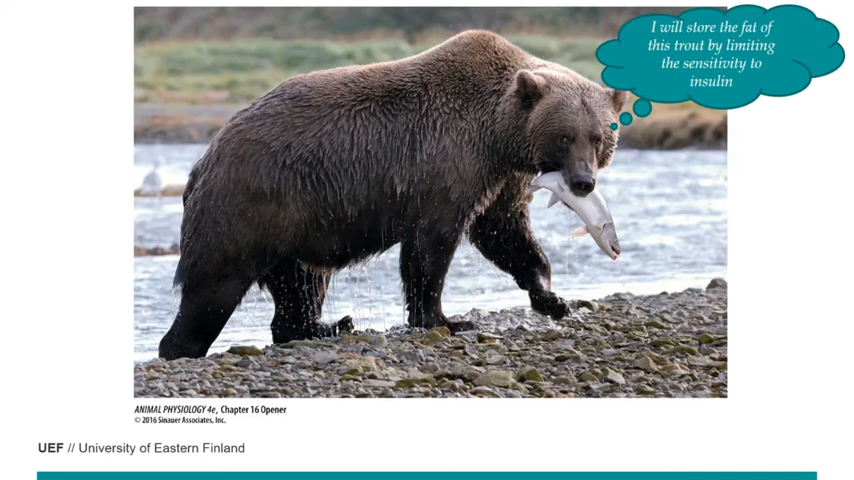 I will store the fat of
this trout by limiting
the sensitivity to
insulin
ANIMAL PHYSIOLOGY 4e, Chapter 16 Opener
© 2016 Sinauer Associates, Inc.
UEF // University of Eastern Finland